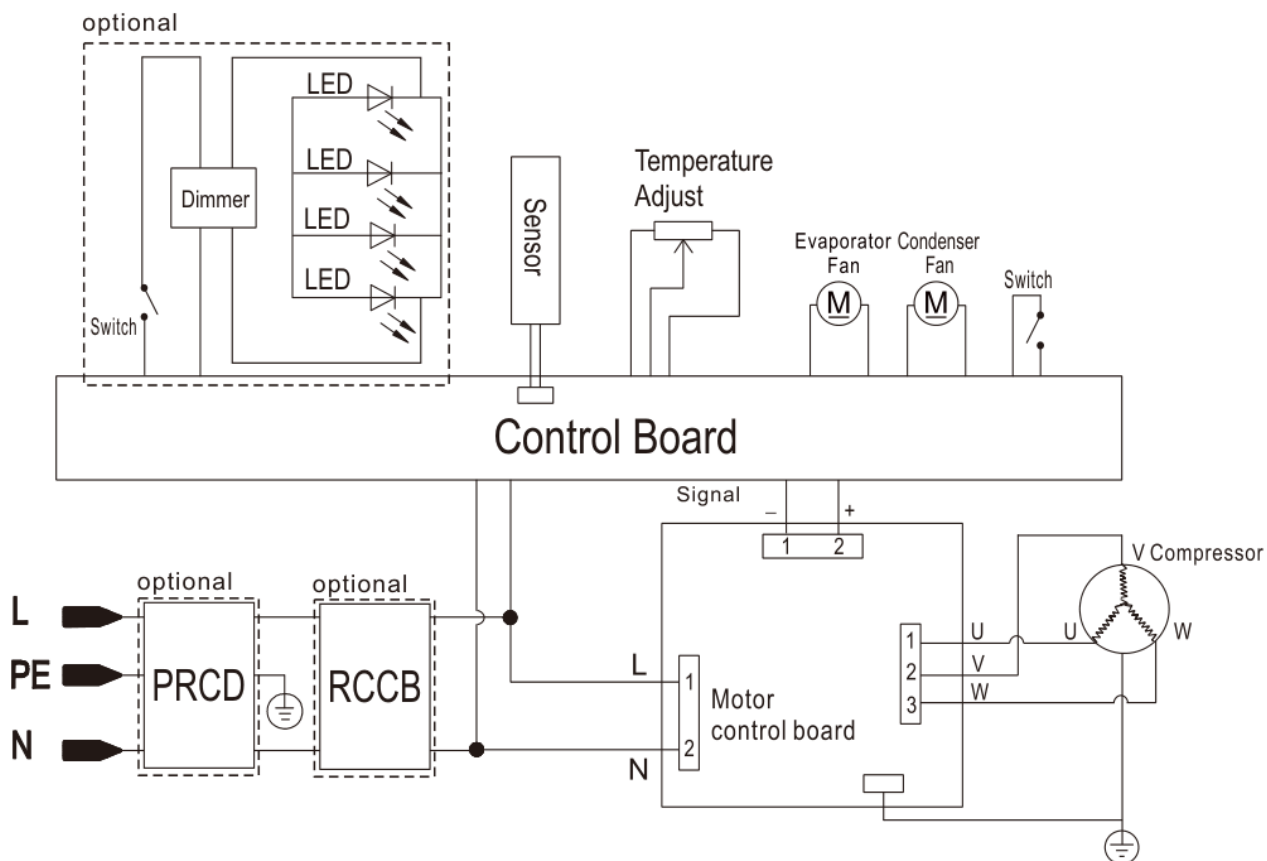 optional
LED
LED
LED
LED
Dimmer
Switch
Sensor
Temperature
Adjust
Evaporator
Fan
Condenser
Fan
M
M
Switch
Control Board
Signal
– +
1 2
optional
optional
L
PE
N
PRCD
RCCB
L
N
1
2
Motor
control board
1
2
3
U
V
W
U
W
V Compressor